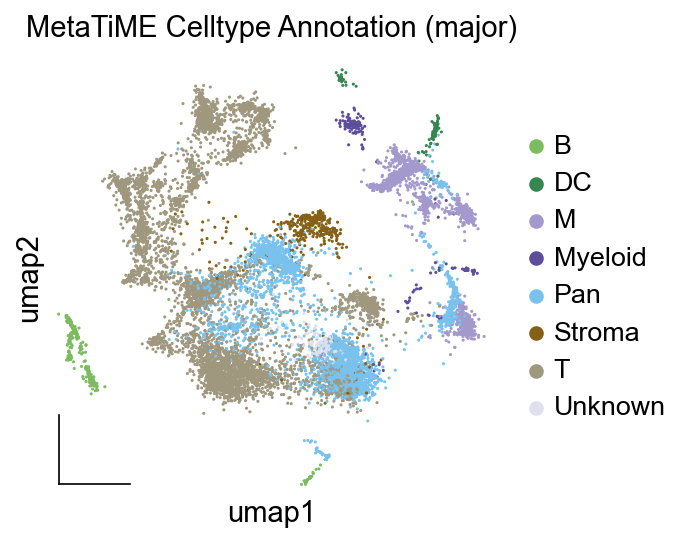 MetaTiME Celltype Annotation (major)
B
DC
M
Myeloid
Pan
Stroma
T
Unknown
umap2
umap1